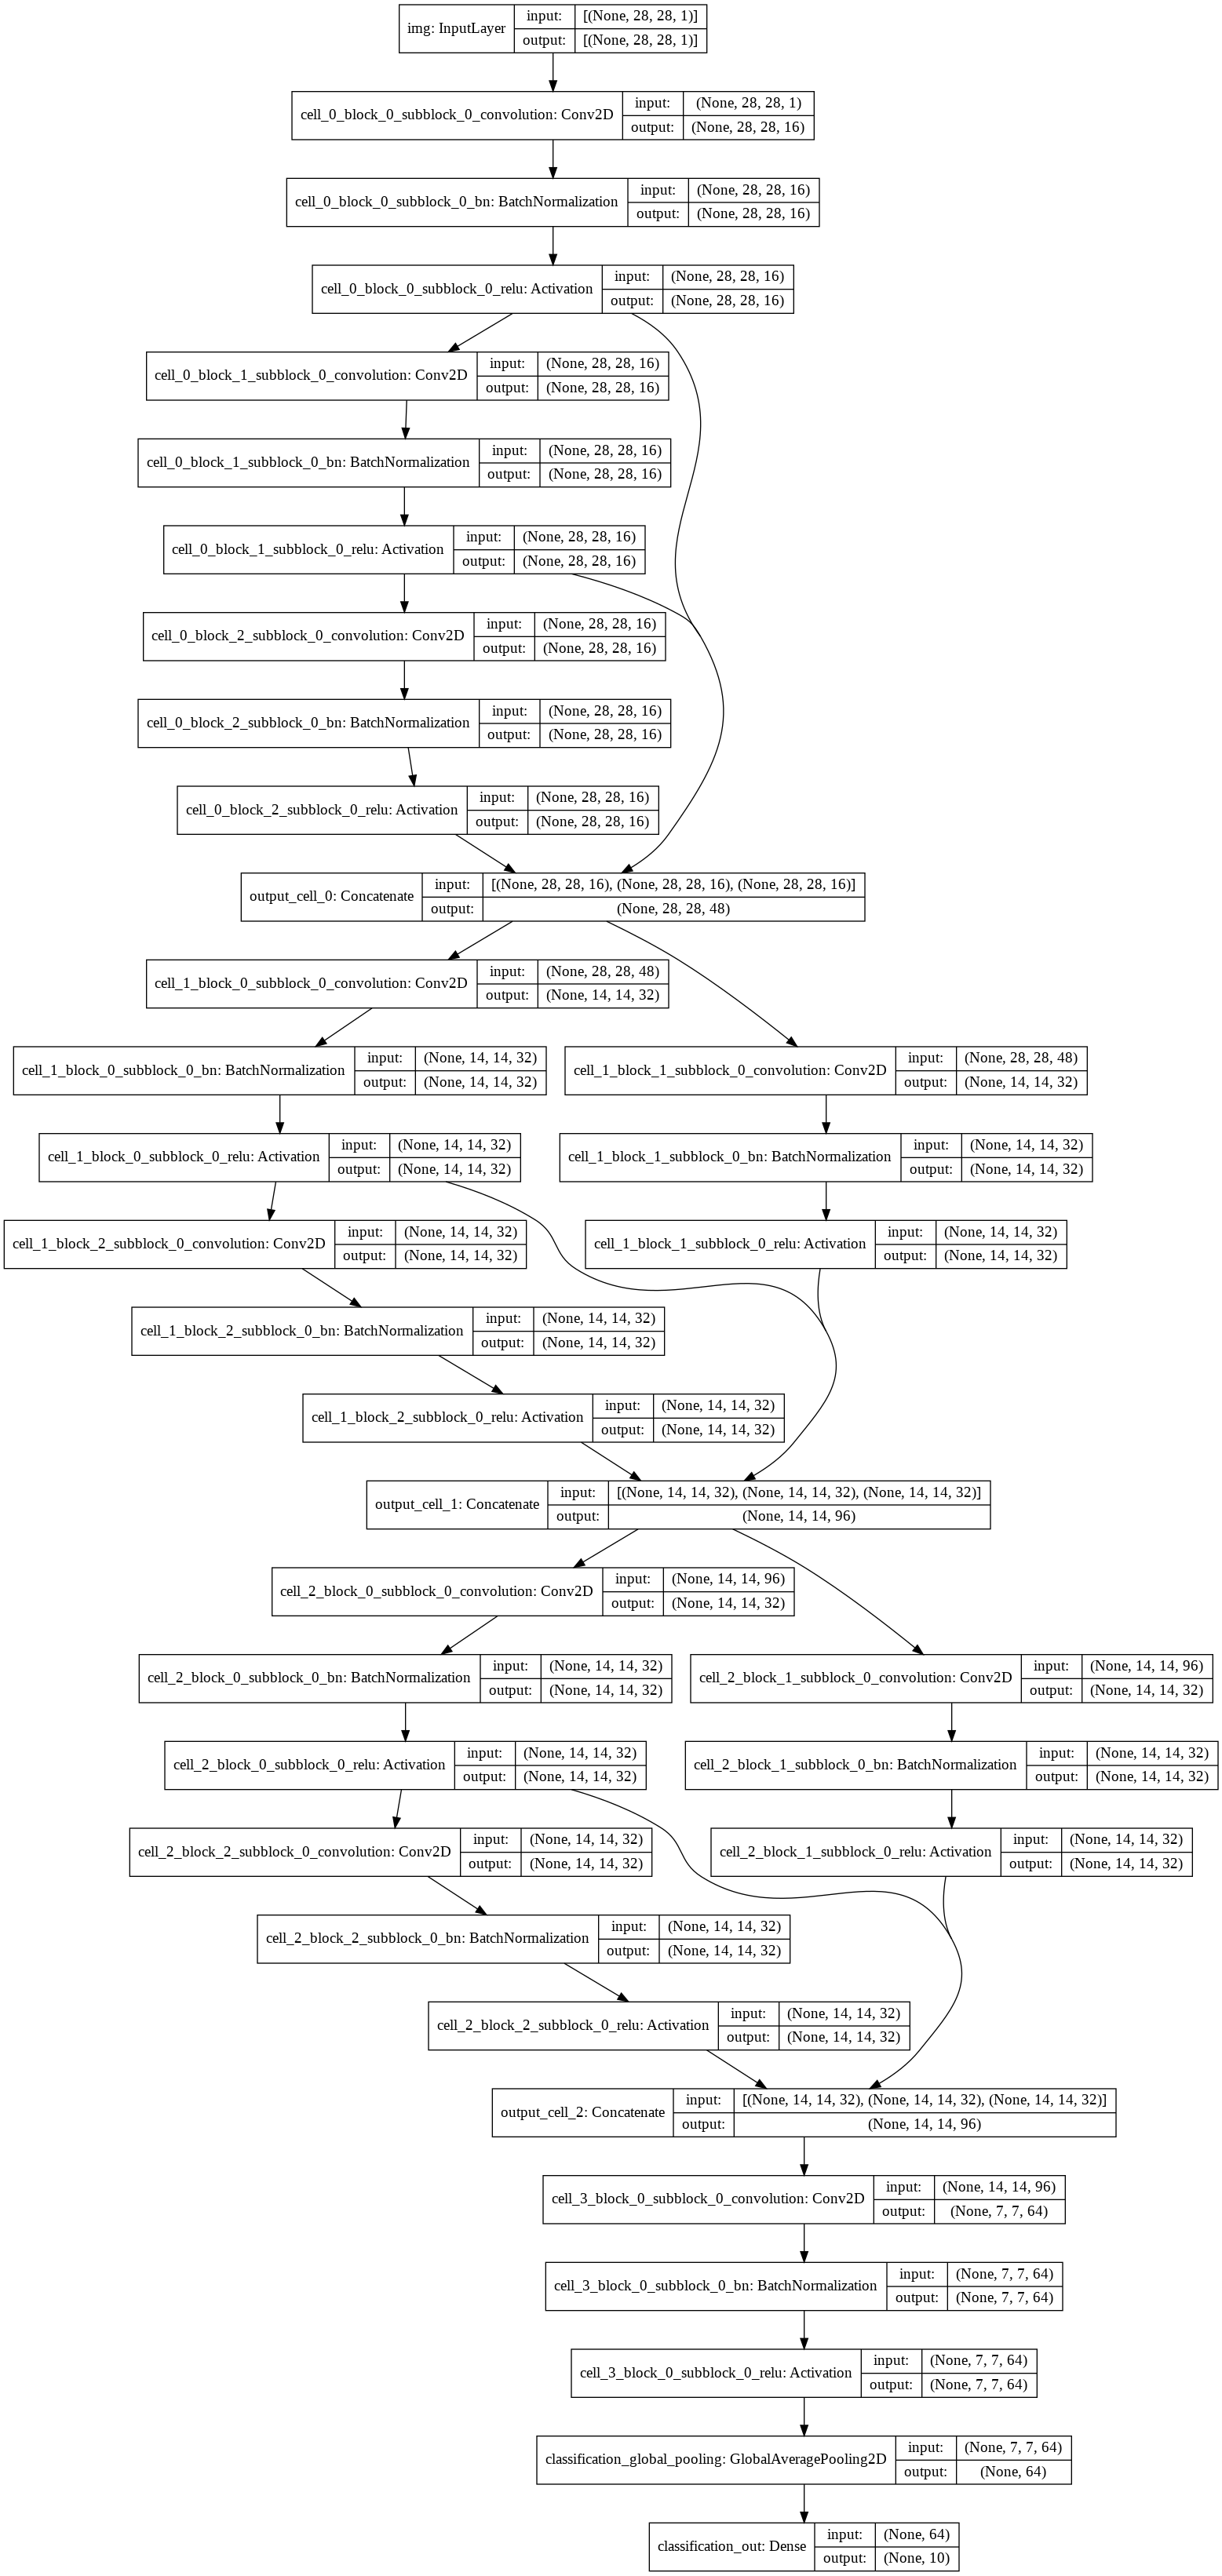 img: InputLayer
input: [(None, 28, 28, 1)]
output: [(None, 28, 28, 1)]
cell_0_block_0_subblock_0_convolution: Conv2D
input: (None, 28, 28, 1)
output: (None, 28, 28, 16)
cell_0_block_0_subblock_0_bn: BatchNormalization
input: (None, 28, 28, 16)
output: (None, 28, 28, 16)
cell_0_block_0_subblock_0_relu: Activation
input: (None, 28, 28, 16)
output: (None, 28, 28, 16)
cell_0_block_1_subblock_0_convolution: Conv2D
input: (None, 28, 28, 16)
output: (None, 28, 28, 16)
cell_0_block_1_subblock_0_bn: BatchNormalization
input: (None, 28, 28, 16)
output: (None, 28, 28, 16)
cell_0_block_1_subblock_0_relu: Activation
input: (None, 28, 28, 16)
output: (None, 28, 28, 16)
cell_0_block_2_subblock_0_convolution: Conv2D
input: (None, 28, 28, 16)
output: (None, 28, 28, 16)
cell_0_block_2_subblock_0_bn: BatchNormalization
input: (None, 28, 28, 16)
output: (None, 28, 28, 16)
cell_0_block_2_subblock_0_relu: Activation
input: (None, 28, 28, 16)
output: (None, 28, 28, 16)
output_cell_0: Concatenate
input: [(None, 28, 28, 16), (None, 28, 28, 16), (None, 28, 28, 16)]
output: (None, 28, 28, 48)
cell_1_block_0_subblock_0_convolution: Conv2D
input: (None, 28, 28, 48)
output: (None, 14, 14, 32)
cell_1_block_0_subblock_0_bn: BatchNormalization
input: (None, 14, 14, 32)
output: (None, 14, 14, 32)
cell_1_block_1_subblock_0_convolution: Conv2D
input: (None, 28, 28, 48)
output: (None, 14, 14, 32)
cell_1_block_0_subblock_0_relu: Activation
input: (None, 14, 14, 32)
output: (None, 14, 14, 32)
cell_1_block_1_subblock_0_bn: BatchNormalization
input: (None, 14, 14, 32)
output: (None, 14, 14, 32)
cell_1_block_2_subblock_0_convolution: Conv2D
input: (None, 14, 14, 32)
output: (None, 14, 14, 32)
cell_1_block_1_subblock_0_relu: Activation
input: (None, 14, 14, 32)
output: (None, 14, 14, 32)
cell_1_block_2_subblock_0_bn: BatchNormalization
input: (None, 14, 14, 32)
output: (None, 14, 14, 32)
cell_1_block_2_subblock_0_relu: Activation
input: (None, 14, 14, 32)
output: (None, 14, 14, 32)
output_cell_1: Concatenate
input: [(None, 14, 14, 32), (None, 14, 14, 32), (None, 14, 14, 32)]
output: (None, 14, 14, 96)
cell_2_block_0_subblock_0_convolution: Conv2D
input: (None, 14, 14, 96)
output: (None, 14, 14, 32)
cell_2_block_0_subblock_0_bn: BatchNormalization
input: (None, 14, 14, 32)
output: (None, 14, 14, 32)
cell_2_block_1_subblock_0_convolution: Conv2D
input: (None, 14, 14, 96)
output: (None, 14, 14, 32)
cell_2_block_0_subblock_0_relu: Activation
input: (None, 14, 14, 32)
output: (None, 14, 14, 32)
cell_2_block_1_subblock_0_bn: BatchNormalization
input: (None, 14, 14, 32)
output: (None, 14, 14, 32)
cell_2_block_2_subblock_0_convolution: Conv2D
input: (None, 14, 14, 32)
output: (None, 14, 14, 32)
cell_2_block_1_subblock_0_relu: Activation
input: (None, 14, 14, 32)
output: (None, 14, 14, 32)
cell_2_block_2_subblock_0_bn: BatchNormalization
input: (None, 14, 14, 32)
output: (None, 14, 14, 32)
cell_2_block_2_subblock_0_relu: Activation
input: (None, 14, 14, 32)
output: (None, 14, 14, 32)
output_cell_2: Concatenate
input: [(None, 14, 14, 32), (None, 14, 14, 32), (None, 14, 14, 32)]
output: (None, 14, 14, 96)
cell_3_block_0_subblock_0_convolution: Conv2D
input: (None, 14, 14, 96)
output: (None, 7, 7, 64)
cell_3_block_0_subblock_0_bn: BatchNormalization
input: (None, 7, 7, 64)
output: (None, 7, 7, 64)
cell_3_block_0_subblock_0_relu: Activation
input: (None, 7, 7, 64)
output: (None, 7, 7, 64)
classification_global_pooling: GlobalAveragePooling2D
input: (None, 7, 7, 64)
output: (None, 64)
classification_out: Dense
input: (None, 64)
output: (None, 10)